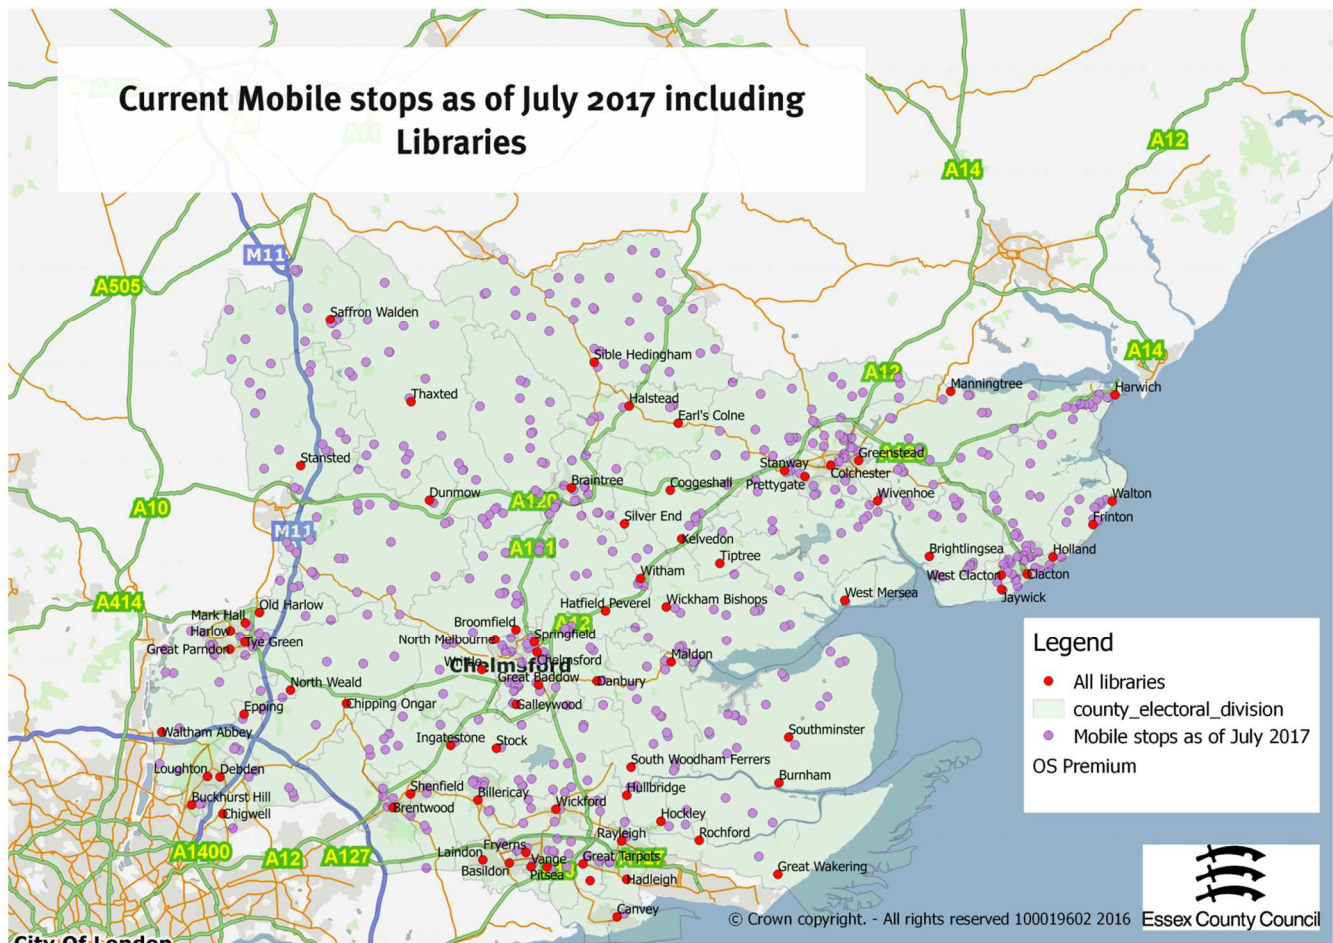 Current Mobile stops as of July 2017 including
Libraries
A12
A14
M11
A505
Saffron Walden
A14
Sible Hedingham
A12
Manningtree
Harwich
Thaxted
Halstead
Earl's Colne
Greenstead
Stansted
Stanway
Colchester
Braintree
Coggeshall
Prettygate
Dunmow
A120
Wivenhoe
Walton
A10
Silver End
Frinton
M11
Kelvedon
A131
Brightlingsea
Holland
Tiptree
Witham
West Clacton
Clacton
A414
Old Harlow
Hatfield Peverel
Wickham Bishops
West Mersea
Jaywick
Mark Hall
Broomfield
A12
Harlow
North Melbourne
Springfield
Tye Green
Great Parndon
Writtle
Chelmsford
Chelmsford
Maldon
North Weald
Great Baddow
Danbury
Chipping Ongar
Galleywood
Epping
Waltham Abbey
Ingatestone
Stock
Southminster
Loughton
Debden
South Woodham Ferrers
Burnham
Shenfield
Billericay
Hullbridge
Buckhurst Hill
Brentwood
Wickford
Chigwell
Hockley
Rayleigh
Rochford
A1400
A12
A127
Laindon
Fryerns
Vange
Great Tarpots
A127
Basildon
Pitsea
Hadleigh
Great Wakering
Canvey
City Of London
Legend
All libraries
county_electoral_division
Mobile stops as of July 2017
OS Premium
© Crown copyright. - All rights reserved 100019602 2016
Essex County Council